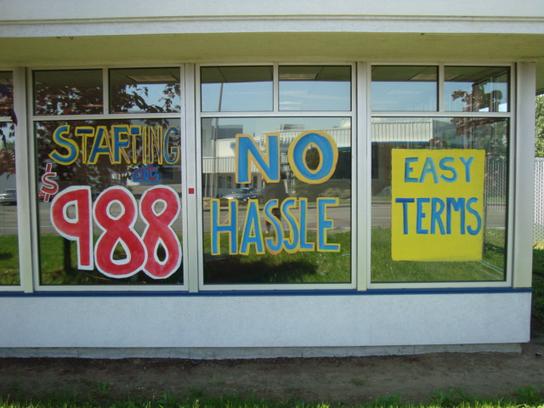 STARTING
$988
NO
HASSLE
EASY
TERMS